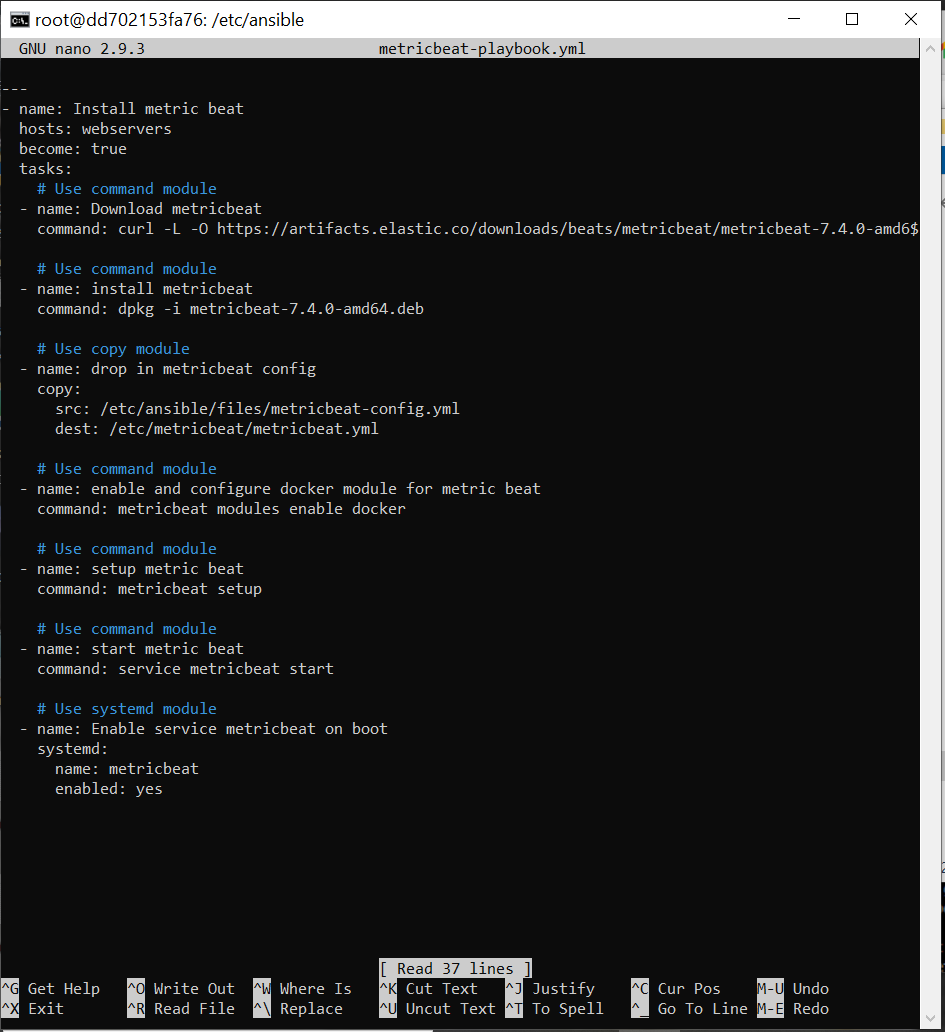 root@dd702153fa76: /etc/ansible
GNU nano 2.9.3 metricbeat-playbook.yml
---
- name: Install metric beat
  hosts: webservers
  become: true
  tasks:
    # Use command module
  - name: Download metricbeat
    command: curl -L -O https://artifacts.elastic.co/downloads/beats/metricbeat/metricbeat-7.4.0-amd6$
    # Use command module
  - name: install metricbeat
    command: dpkg -i metricbeat-7.4.0-amd64.deb
    # Use copy module
  - name: drop in metricbeat config
    copy:
      src: /etc/ansible/files/metricbeat-config.yml
      dest: /etc/metricbeat/metricbeat.yml
    # Use command module
  - name: enable and configure docker module for metric beat
    command: metricbeat modules enable docker
    # Use command module
  - name: setup metric beat
    command: metricbeat setup
    # Use command module
  - name: start metric beat
    command: service metricbeat start
    # Use systemd module
  - name: Enable service metricbeat on boot
    systemd:
      name: metricbeat
      enabled: yes
[ Read 37 lines ]
^G Get Help ^O Write Out ^W Where Is ^K Cut Text ^J Justify ^C Cur Pos M-U Undo
^X Exit ^R Read File ^\ Replace ^U Uncut Text ^T To Spell ^_ Go To Line M-E Redo